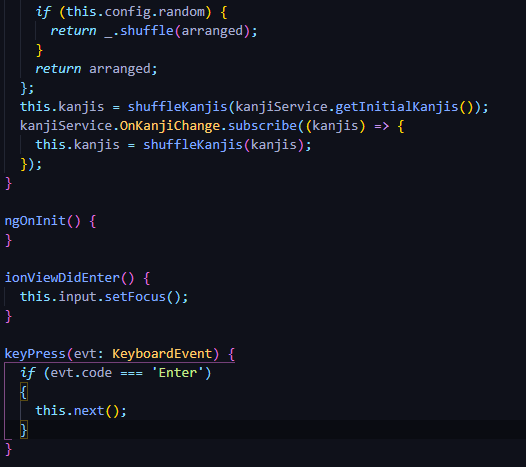 if (this.config.random) {
return _.shuffle(arranged);
}
return arranged;
};
this.kanjis = shuffleKanjis(kanjiService.getInitialKanjis());
kanjiService.OnKanjiChange.subscribe((kanjis) => {
this.kanjis = shuffleKanjis(kanjis);
});
}
ngOnInit() {
}
ionViewDidEnter() {
this.input.setFocus();
}
keyPress(evt: KeyboardEvent) {
if (evt.code === 'Enter')
{
this.next();
}
}